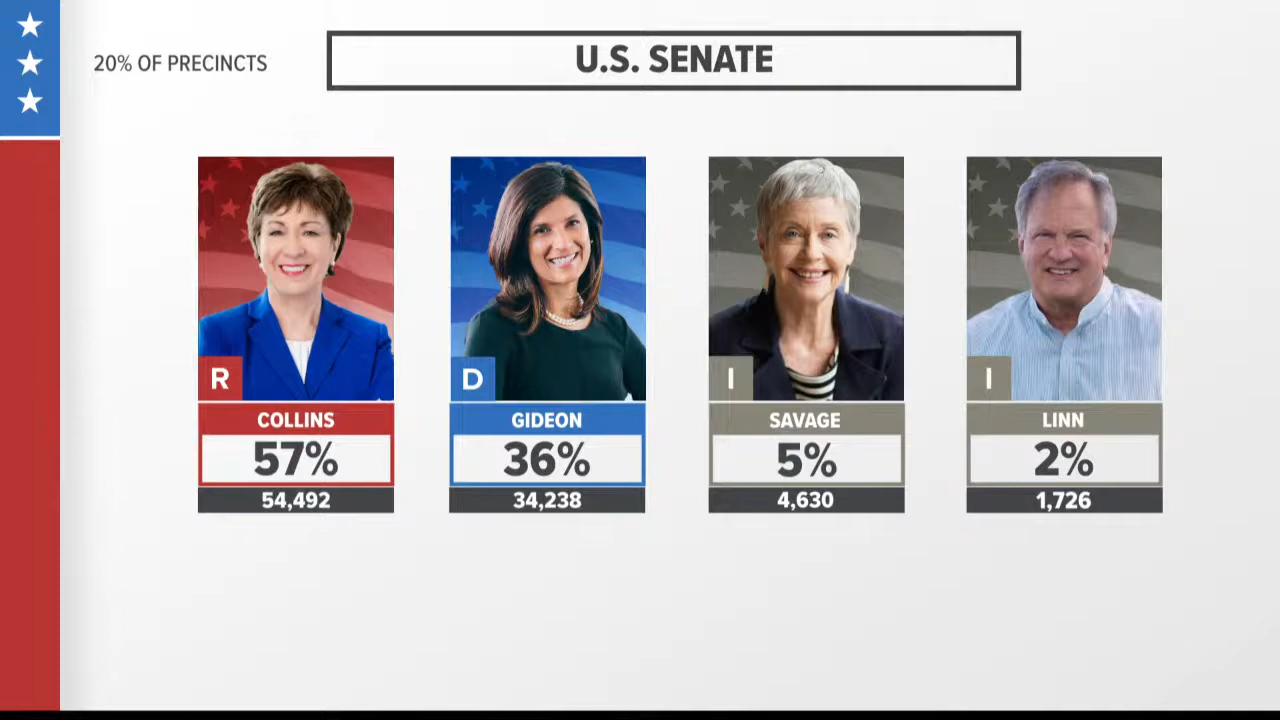 20% OF PRECINCTS
U.S. SENATE
R
COLLINS
57%
54,492
D
GIDEON
36%
34,238
I
SAVAGE
5%
4,630
I
LINN
2%
1,726